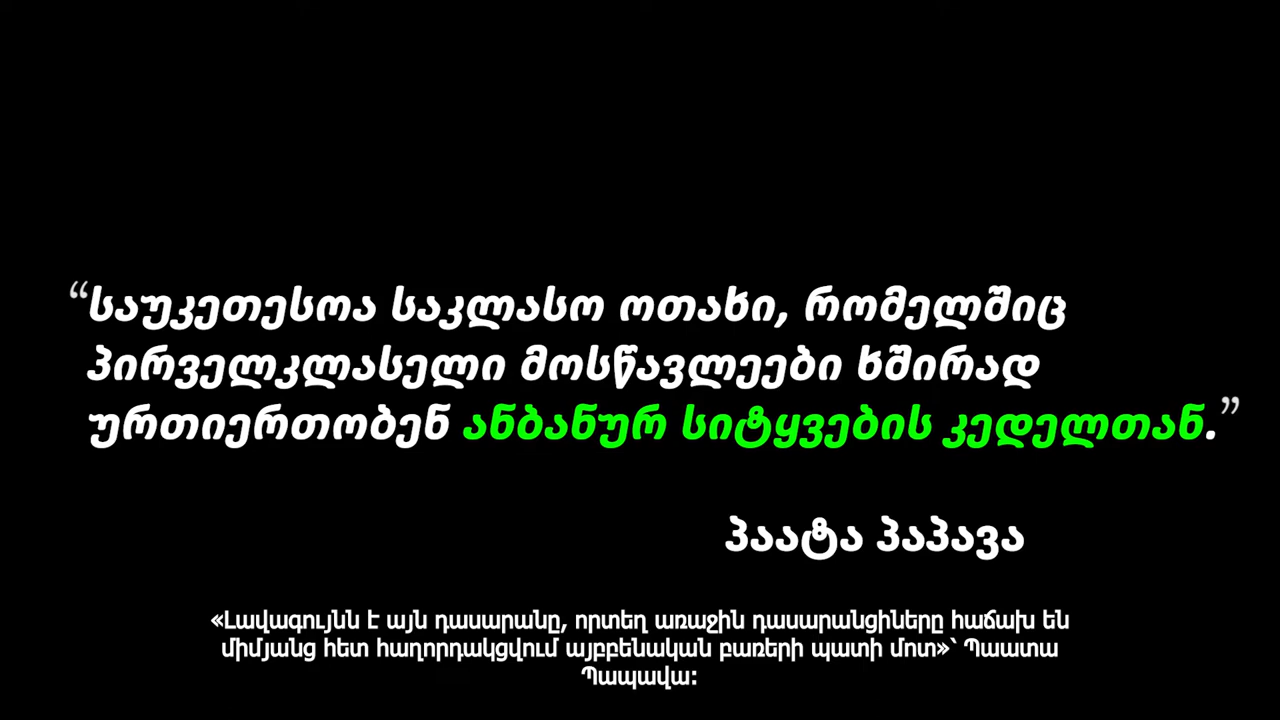 “საუკეთესოა საკლასო ოთახი, რომელშიც
პირველკლასელი მოსწავლეები ხშირად
ურთიერთობენ ანბანურ სიტყვების კედელთან.”
პაატა პაპავა
«Լավագույնն է այն դասարանը, որտեղ առաջին դասարանցիները հաճախ են
միմյանց հետ հաղորդակցվում այբբենական բառերի պատի մոտ»՝ Պաատա
Պապավա: